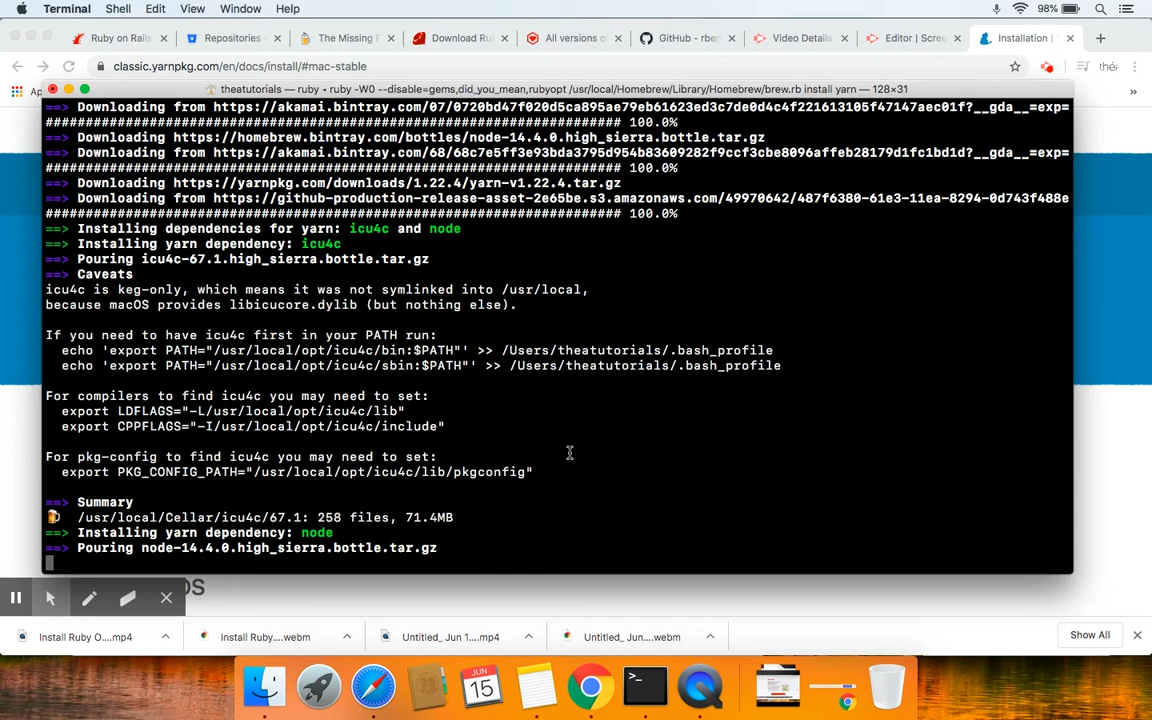 Terminal Shell Edit View Window Help 98%
Ruby on Rails
Repositories -
The Missing P
Download Ru
All versions o
GitHub - rben
Video Details
Editor | Scree
Installation |
classic.yarnpkg.com/en/docs/install/#mac-stable
Ap
theatutorials — ruby ◂ ruby -W0 --disable=gems,did_you_mean,rubyopt /usr/local/Homebrew/Library/Homebrew/brew.rb install yarn — 128×31
==> Downloading from https://akamai.bintray.com/07/0720bd47f020d5ca895ae79eb61623ed3c7de0d4c4f221613105f47147aec01f?__gda__=exp=
######################################################################## 100.0%
==> Downloading https://homebrew.bintray.com/bottles/node-14.4.0.high_sierra.bottle.tar.gz
==> Downloading from https://akamai.bintray.com/68/68c7e5ff3e93bda3795d954b83609282f9ccf3cbe8096affeb28179d1fc1bd1d?__gda__=exp=
######################################################################## 100.0%
==> Downloading https://yarnpkg.com/downloads/1.22.4/yarn-v1.22.4.tar.gz
==> Downloading from https://github-production-release-asset-2e65be.s3.amazonaws.com/49970642/487f6380-61e3-11ea-8294-0d743f488e
######################################################################## 100.0%
==> Installing dependencies for yarn: icu4c and node
==> Installing yarn dependency: icu4c
==> Pouring icu4c-67.1.high_sierra.bottle.tar.gz
==> Caveats
icu4c is keg-only, which means it was not symlinked into /usr/local,
because macOS provides libicucore.dylib (but nothing else).
If you need to have icu4c first in your PATH run:
echo 'export PATH="/usr/local/opt/icu4c/bin:$PATH"' >> /Users/theatutorials/.bash_profile
echo 'export PATH="/usr/local/opt/icu4c/sbin:$PATH"' >> /Users/theatutorials/.bash_profile
For compilers to find icu4c you may need to set:
export LDFLAGS="-L/usr/local/opt/icu4c/lib"
export CPPFLAGS="-I/usr/local/opt/icu4c/include"
For pkg-config to find icu4c you may need to set:
export PKG_CONFIG_PATH="/usr/local/opt/icu4c/lib/pkgconfig"
==> Summary
/usr/local/Cellar/icu4c/67.1: 258 files, 71.4MB
==> Installing yarn dependency: node
==> Pouring node-14.4.0.high_sierra.bottle.tar.gz
OS
Install Ruby O....mp4
Install Ruby....webm
Untitled_ Jun 1....mp4
Untitled_ Jun....webm
Show All
JUN
15